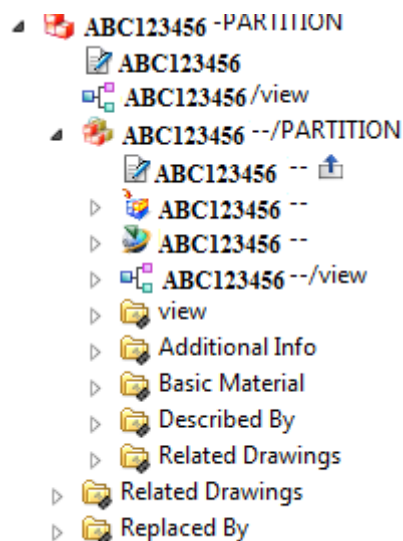 ABC123456 -PARTITION
ABC123456
ABC123456/view
ABC123456 --/PARTITION
ABC123456 --
ABC123456 --
ABC123456 --
ABC123456 --/view
view
Additional Info
Basic Material
Described By
Related Drawings
Related Drawings
Replaced By